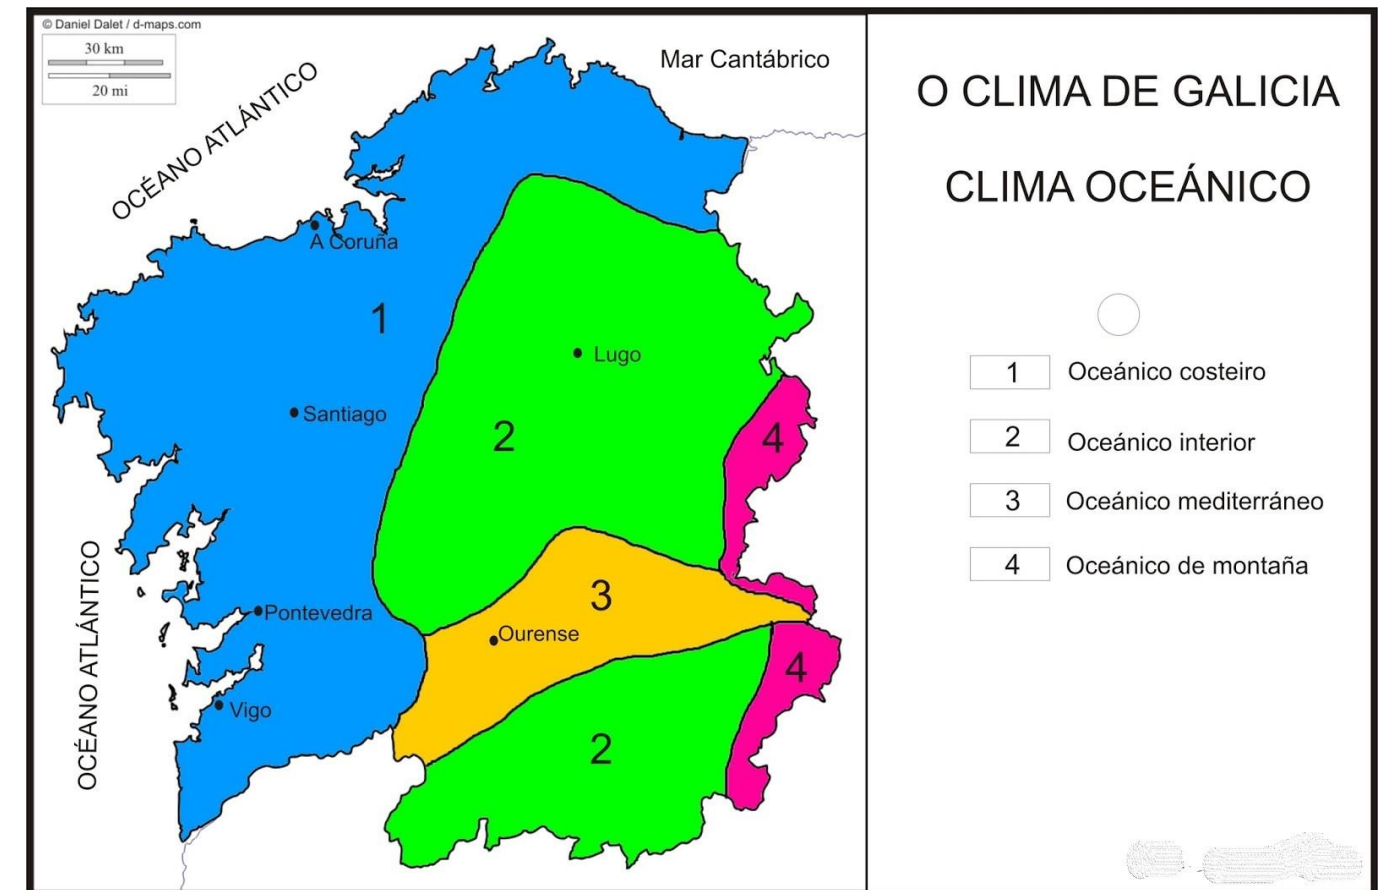 © Daniel Dalet / d-maps.com
30 km
20 mi
OCÉANO ATLÁNTICO
Mar Cantábrico
A Coruña
1
Lugo
Santiago
2
4
3
Pontevedra
Ourense
4
Vigo
2
OCÉANO ATLÁNTICO
O CLIMA DE GALICIA
CLIMA OCEÁNICO
1 Oceánico costeiro
2 Oceánico interior
3 Oceánico mediterráneo
4 Oceánico de montaña